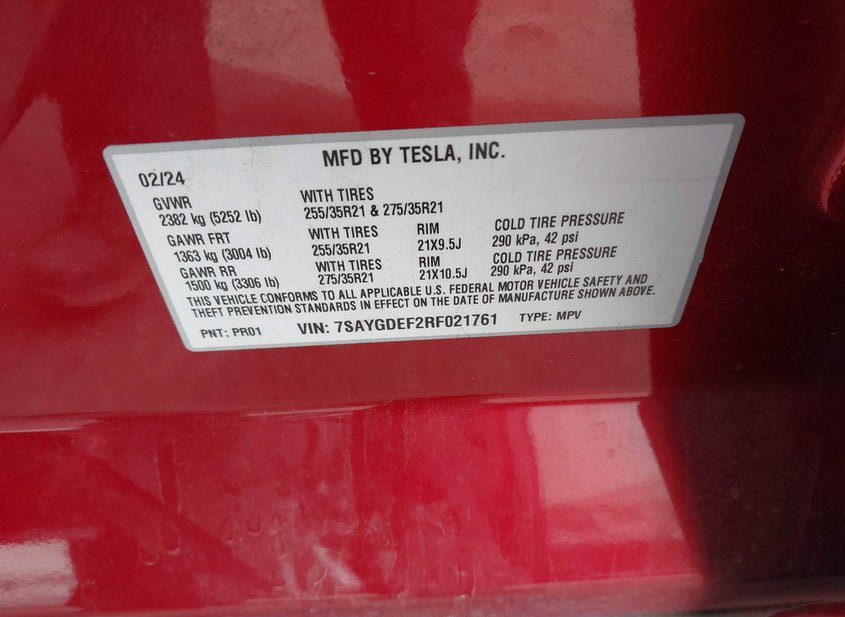 MFD BY TESLA, INC.
02/24
GVWR WITH TIRES
2382 kg (5252 lb) 255/35R21 & 275/35R21
GAWR FRT WITH TIRES RIM COLD TIRE PRESSURE
1363 kg (3004 lb) 255/35R21 21X9.5J 290 kPa, 42 psi
GAWR RR WITH TIRES RIM COLD TIRE PRESSURE
1500 kg (3306 lb) 275/35R21 21X10.5J 290 kPa, 42 psi
THIS VEHICLE CONFORMS TO ALL APPLICABLE U.S. FEDERAL MOTOR VEHICLE SAFETY AND
THEFT PREVENTION STANDARDS IN EFFECT ON THE DATE OF MANUFACTURE SHOWN ABOVE.
PNT: PR01 VIN: 7SAYGDEF2RF021761 TYPE: MPV